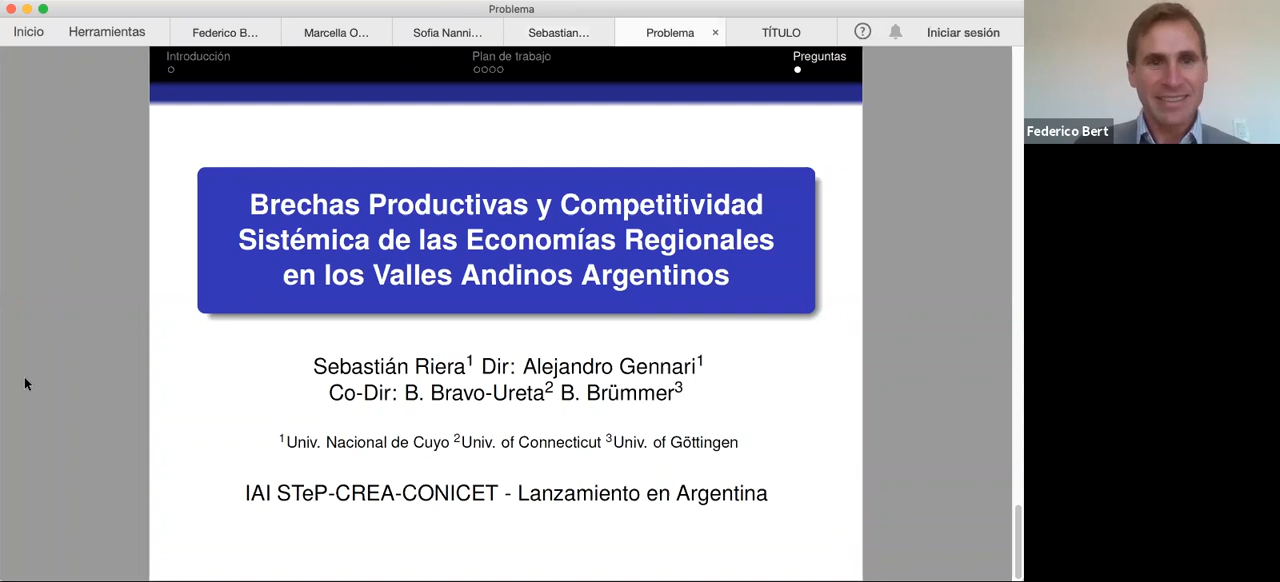 Problema
Inicio
Herramientas
Federico B...
Marcella O...
Sofia Nanni...
Sebastian...
Problema
×
TÍTULO
?
Iniciar sesión
Introducción
Plan de trabajo
Preguntas
Federico Bert
Brechas Productivas y Competitividad
Sistémica de las Economías Regionales
en los Valles Andinos Argentinos
Sebastián Riera¹ Dir: Alejandro Gennari¹
Co-Dir: B. Bravo-Ureta² B. Brümmer³
¹Univ. Nacional de Cuyo ²Univ. of Connecticut ³Univ. of Göttingen
IAI STeP-CREA-CONICET - Lanzamiento en Argentina